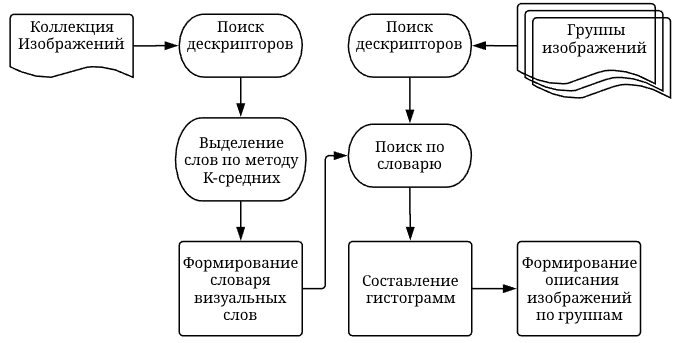 Коллекция
Изображений
Поиск
дескрипторов
Поиск
дескрипторов
Группы
изображений
Выделение
слов по методу
K-средних
Поиск по
словарю
Формирование
словаря
визуальных
слов
Составление
гистограмм
Формирование
описания
изображений
по группам